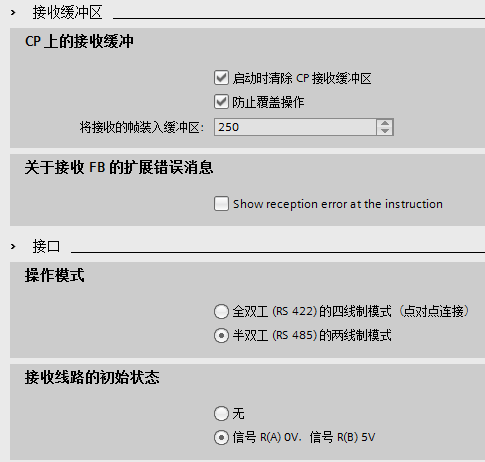 接收缓冲区
CP 上的接收缓冲
启动时清除 CP 接收缓冲区
防止覆盖操作
将接收的帧装入缓冲区: 250
关于接收 FB 的扩展错误消息
Show reception error at the instruction
接口
操作模式
全双工 (RS 422) 的四线制模式（点对点连接）
半双工 (RS 485) 的两线制模式
接收线路的初始状态
无
信号 R(A) 0V，信号 R(B) 5V